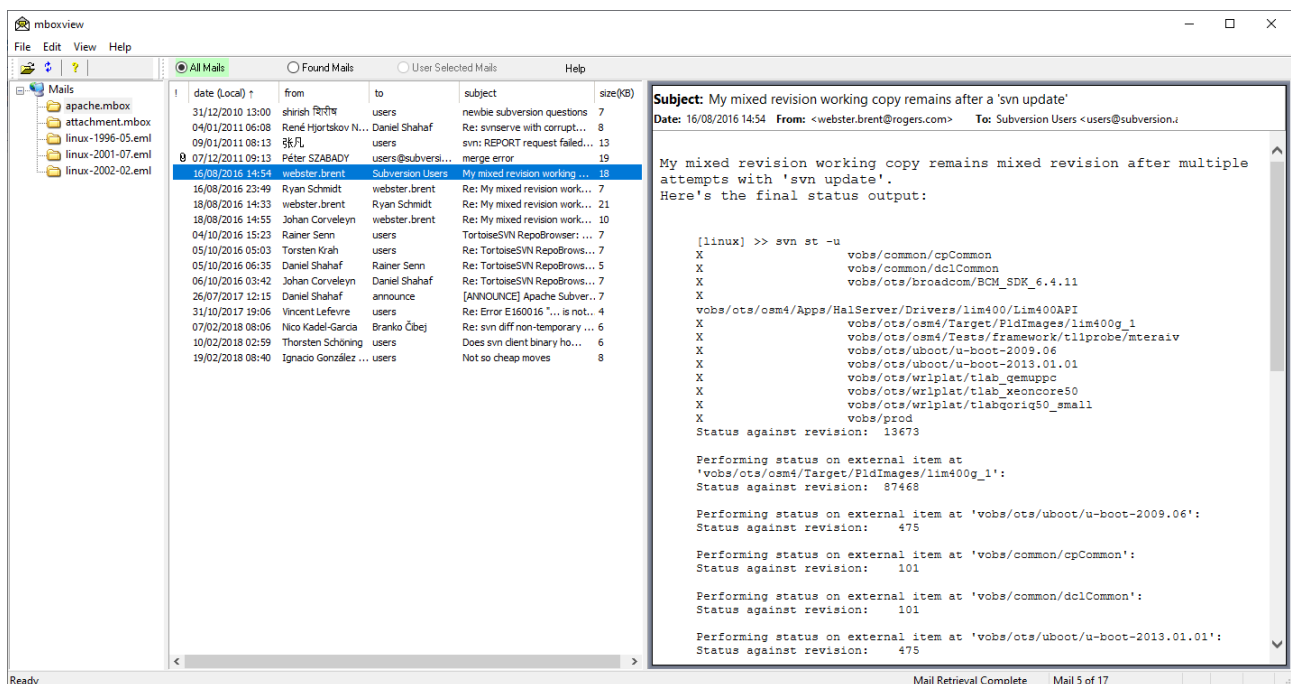 mboxview
File Edit View Help
All Mails Found Mails User Selected Mails Help
Mails
apache.mbox
attachment.mbox
linux-1996-05.eml
linux-2001-07.eml
linux-2002-02.eml
! date (Local) ↑ from to subject size(KB)
31/12/2010 13:00 shirish शिरीष users newbie subversion questions 7
04/01/2011 06:08 René Hjortskov N... Daniel Shahaf Re: svnserve with corrupt... 8
09/01/2011 08:13 张凡 users svn: REPORT request failed... 13
07/12/2011 09:13 Péter SZABADY users@subversi... merge error 19
16/08/2016 14:54 webster.brent Subversion Users My mixed revision working ... 18
16/08/2016 23:49 Ryan Schmidt webster.brent Re: My mixed revision work... 7
18/08/2016 14:33 webster.brent Ryan Schmidt Re: My mixed revision work... 21
18/08/2016 14:55 Johan Corveleyn webster.brent Re: My mixed revision work... 10
04/10/2016 15:23 Rainer Senn users TortoiseSVN RepoBrowser: ... 7
05/10/2016 05:03 Torsten Krah users Re: TortoiseSVN RepoBrows... 7
05/10/2016 06:35 Daniel Shahaf Rainer Senn Re: TortoiseSVN RepoBrows... 5
06/10/2016 03:42 Johan Corveleyn Daniel Shahaf Re: TortoiseSVN RepoBrows... 7
26/07/2017 12:15 Daniel Shahaf announce [ANNOUNCE] Apache Subver... 7
31/10/2017 19:06 Vincent Lefevre users Re: Error E160016 "... is not... 4
07/02/2018 08:06 Nico Kadel-Garcia Branko Čibej Re: svn diff non-temporary ... 6
10/02/2018 02:59 Thorsten Schöning users Does svn client binary ho... 6
19/02/2018 08:40 Ignacio González ... users Not so cheap moves 8
Subject: My mixed revision working copy remains after a 'svn update'
Date: 16/08/2016 14:54 From: <webster.brent@rogers.com> To: Subversion Users <users@subversion.a
My mixed revision working copy remains mixed revision after multiple
attempts with 'svn update'.
Here's the final status output:
[linux] >> svn st -u
X vobs/common/cpCommon
X vobs/common/dclCommon
X vobs/ots/broadcom/BCM_SDK_6.4.11
X
vobs/ots/osm4/Apps/HalServer/Drivers/lim400/Lim400API
X vobs/ots/osm4/Target/PldImages/lim400g_1
X vobs/ots/osm4/Tests/framework/tl1probe/mteraiv
X vobs/ots/uboot/u-boot-2009.06
X vobs/ots/uboot/u-boot-2013.01.01
X vobs/ots/wrlplat/tlab_qemuppc
X vobs/ots/wrlplat/tlab_xeoncore50
X vobs/ots/wrlplat/tlabqoriq50_small
X vobs/prod
Status against revision: 13673
Performing status on external item at
'vobs/ots/osm4/Target/PldImages/lim400g_1':
Status against revision: 87468
Performing status on external item at 'vobs/ots/uboot/u-boot-2009.06':
Status against revision: 475
Performing status on external item at 'vobs/common/cpCommon':
Status against revision: 101
Performing status on external item at 'vobs/common/dclCommon':
Status against revision: 101
Performing status on external item at 'vobs/ots/uboot/u-boot-2013.01.01':
Status against revision: 475
Ready Mail Retrieval Complete Mail 5 of 17